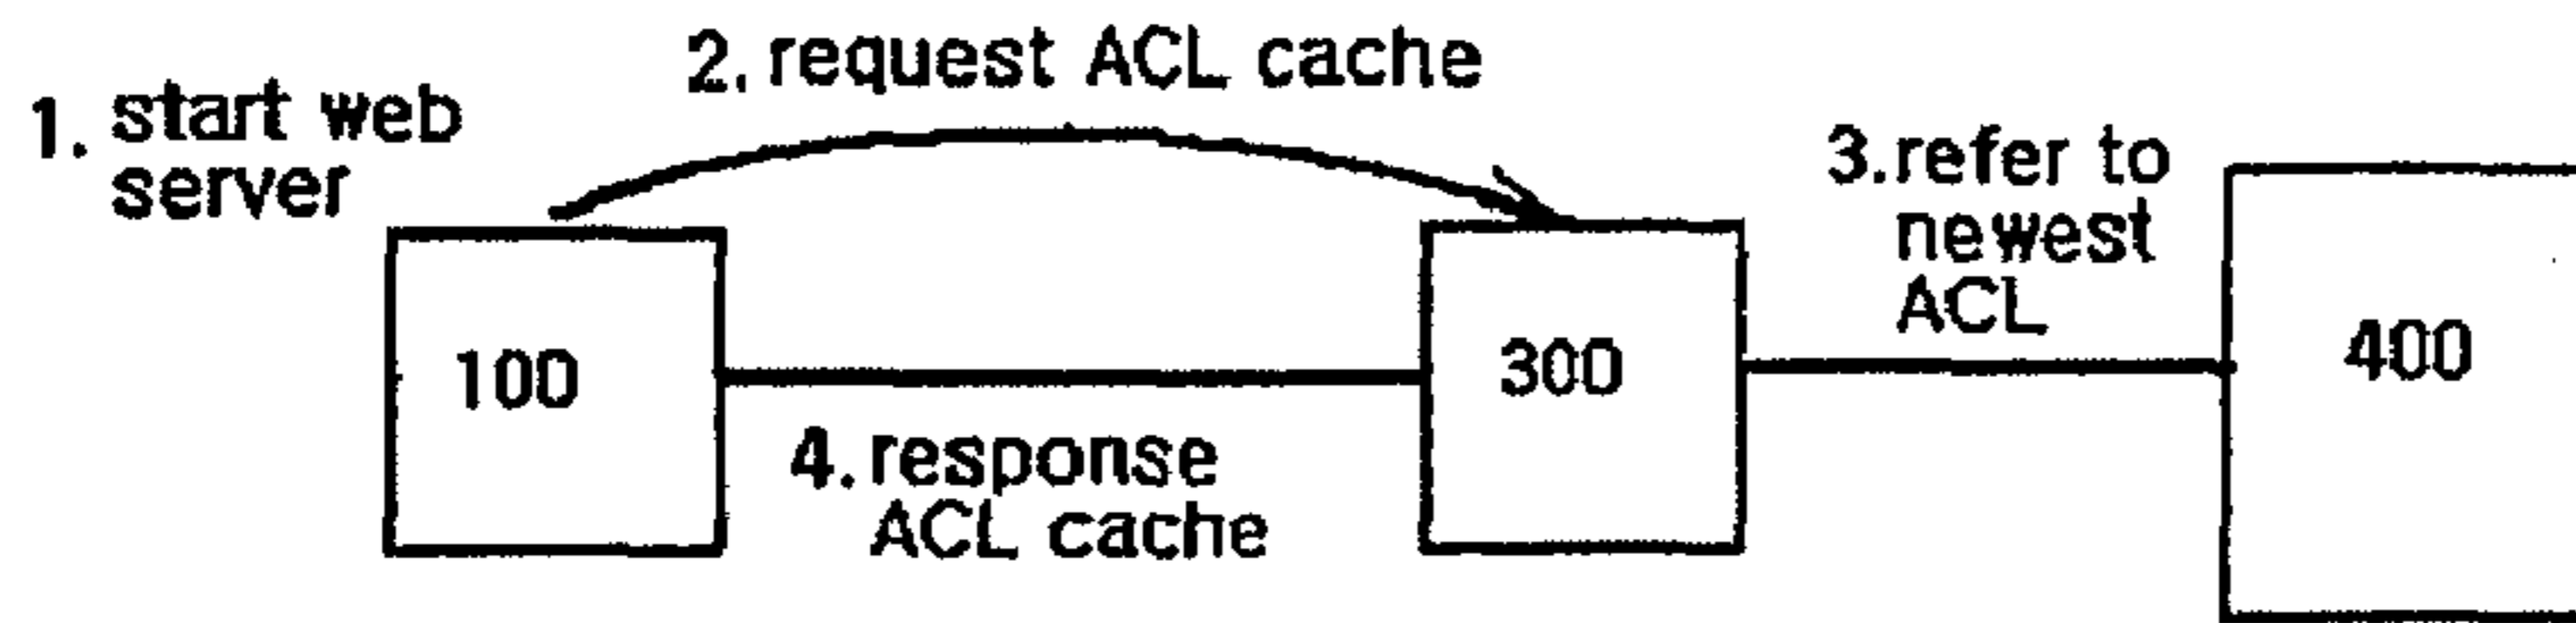 1. start web
server
2. request ACL cache
3. refer to
newest
ACL
100
300
400
4. response
ACL cache